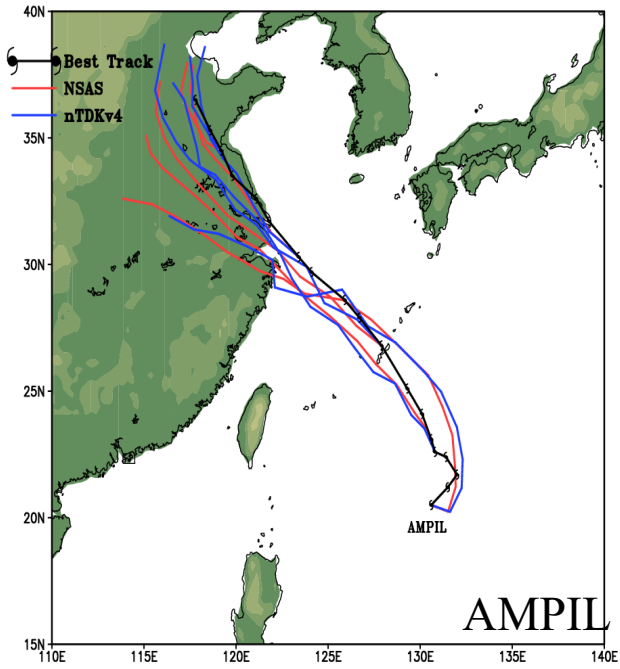 40N
Best Track
NSAS
nTDKv4
35N
30N
25N
20N
AMPIL
AMPIL
15N
110E 115E 120E 125E 130E 135E 140E